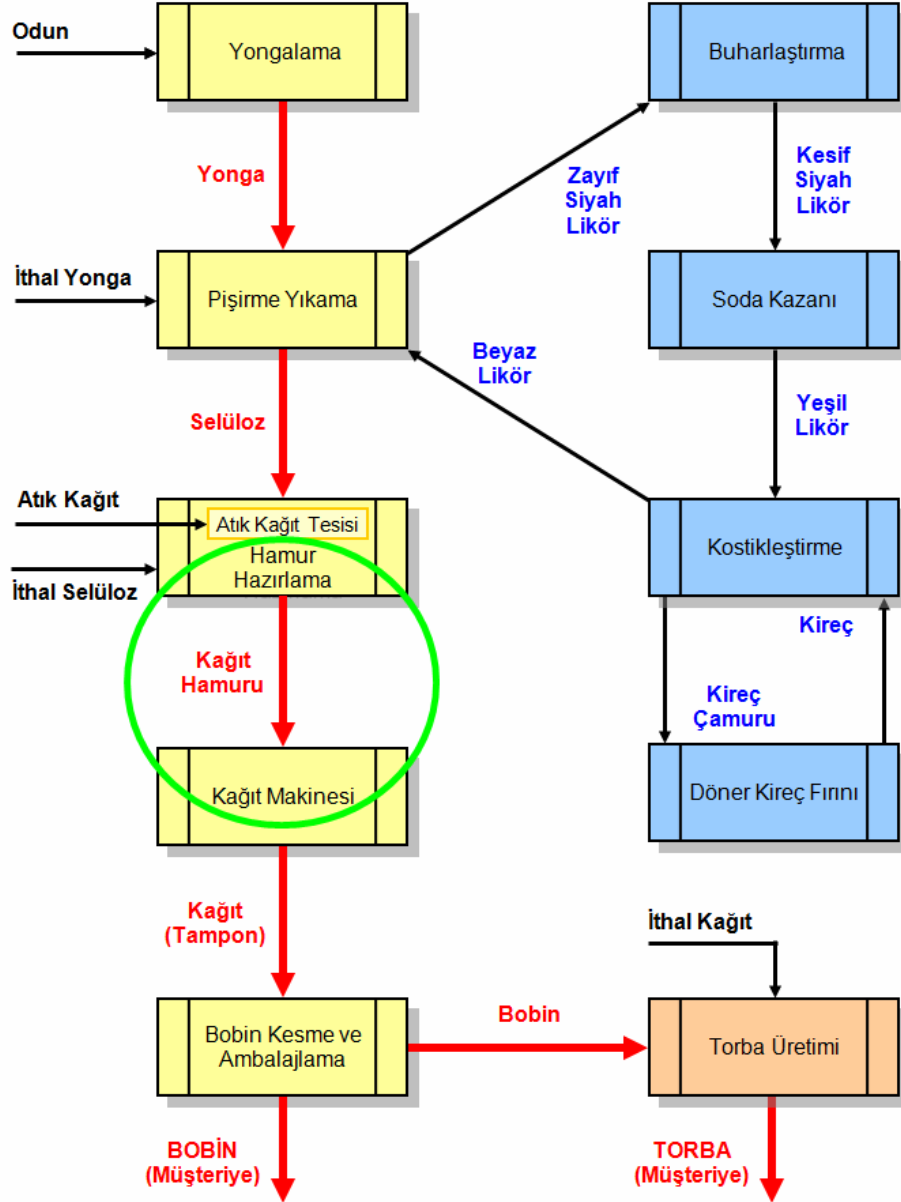 Odun
Yongalama
Buharlaştırma
Yonga
Zayıf
Siyah
Likör
Kesif
Siyah
Likör
İthal Yonga
Pişirme Yıkama
Soda Kazanı
Beyaz
Likör
Selüloz
Yeşil
Likör
Atık Kağıt
Atık Kağıt Tesisi
Hamur
Hazırlama
İthal Selüloz
Kostikleştirme
Kağıt
Hamuru
Kireç
Kireç
Çamuru
Kağıt Makinesi
Döner Kireç Fırını
Kağıt
(Tampon)
İthal Kağıt
Bobin Kesme ve
Ambalajlama
Bobin
Torba Üretimi
BOBİN
(Müşteriye)
TORBA
(Müşteriye)